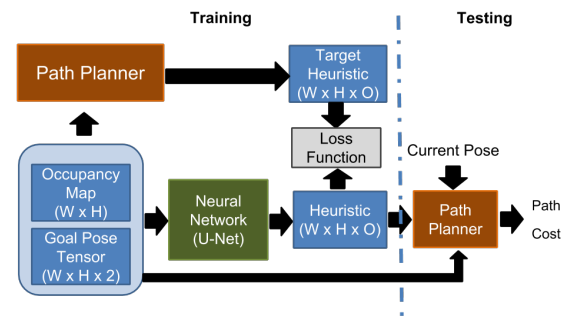 Training
Testing
Path Planner
Target
Heuristic
(W x H x O)
Loss
Function
Current Pose
Occupancy
Map
(W x H)
Goal Pose
Tensor
(W x H x 2)
Neural
Network
(U-Net)
Heuristic
(W x H x O)
Path
Planner
Path
Cost